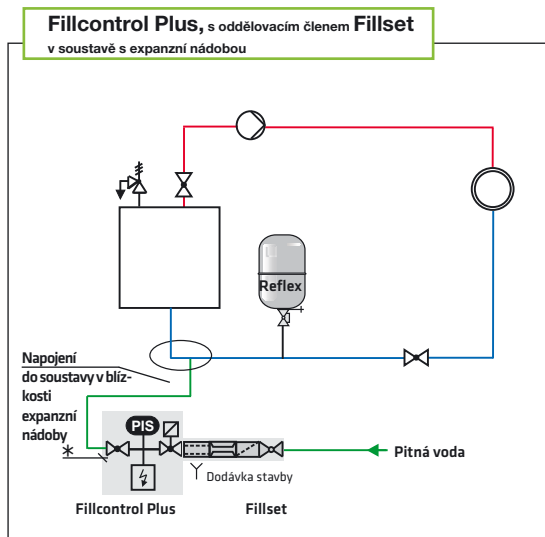 Fillcontrol Plus, s oddělovacím členem Fillset
v soustavě s expanzní nádobou
Reflex
Napojení
do soustavy v blíz-
kosti
expanzní
nádoby
PIS
Pitná voda
Dodávka stavby
Fillcontrol Plus
Fillset